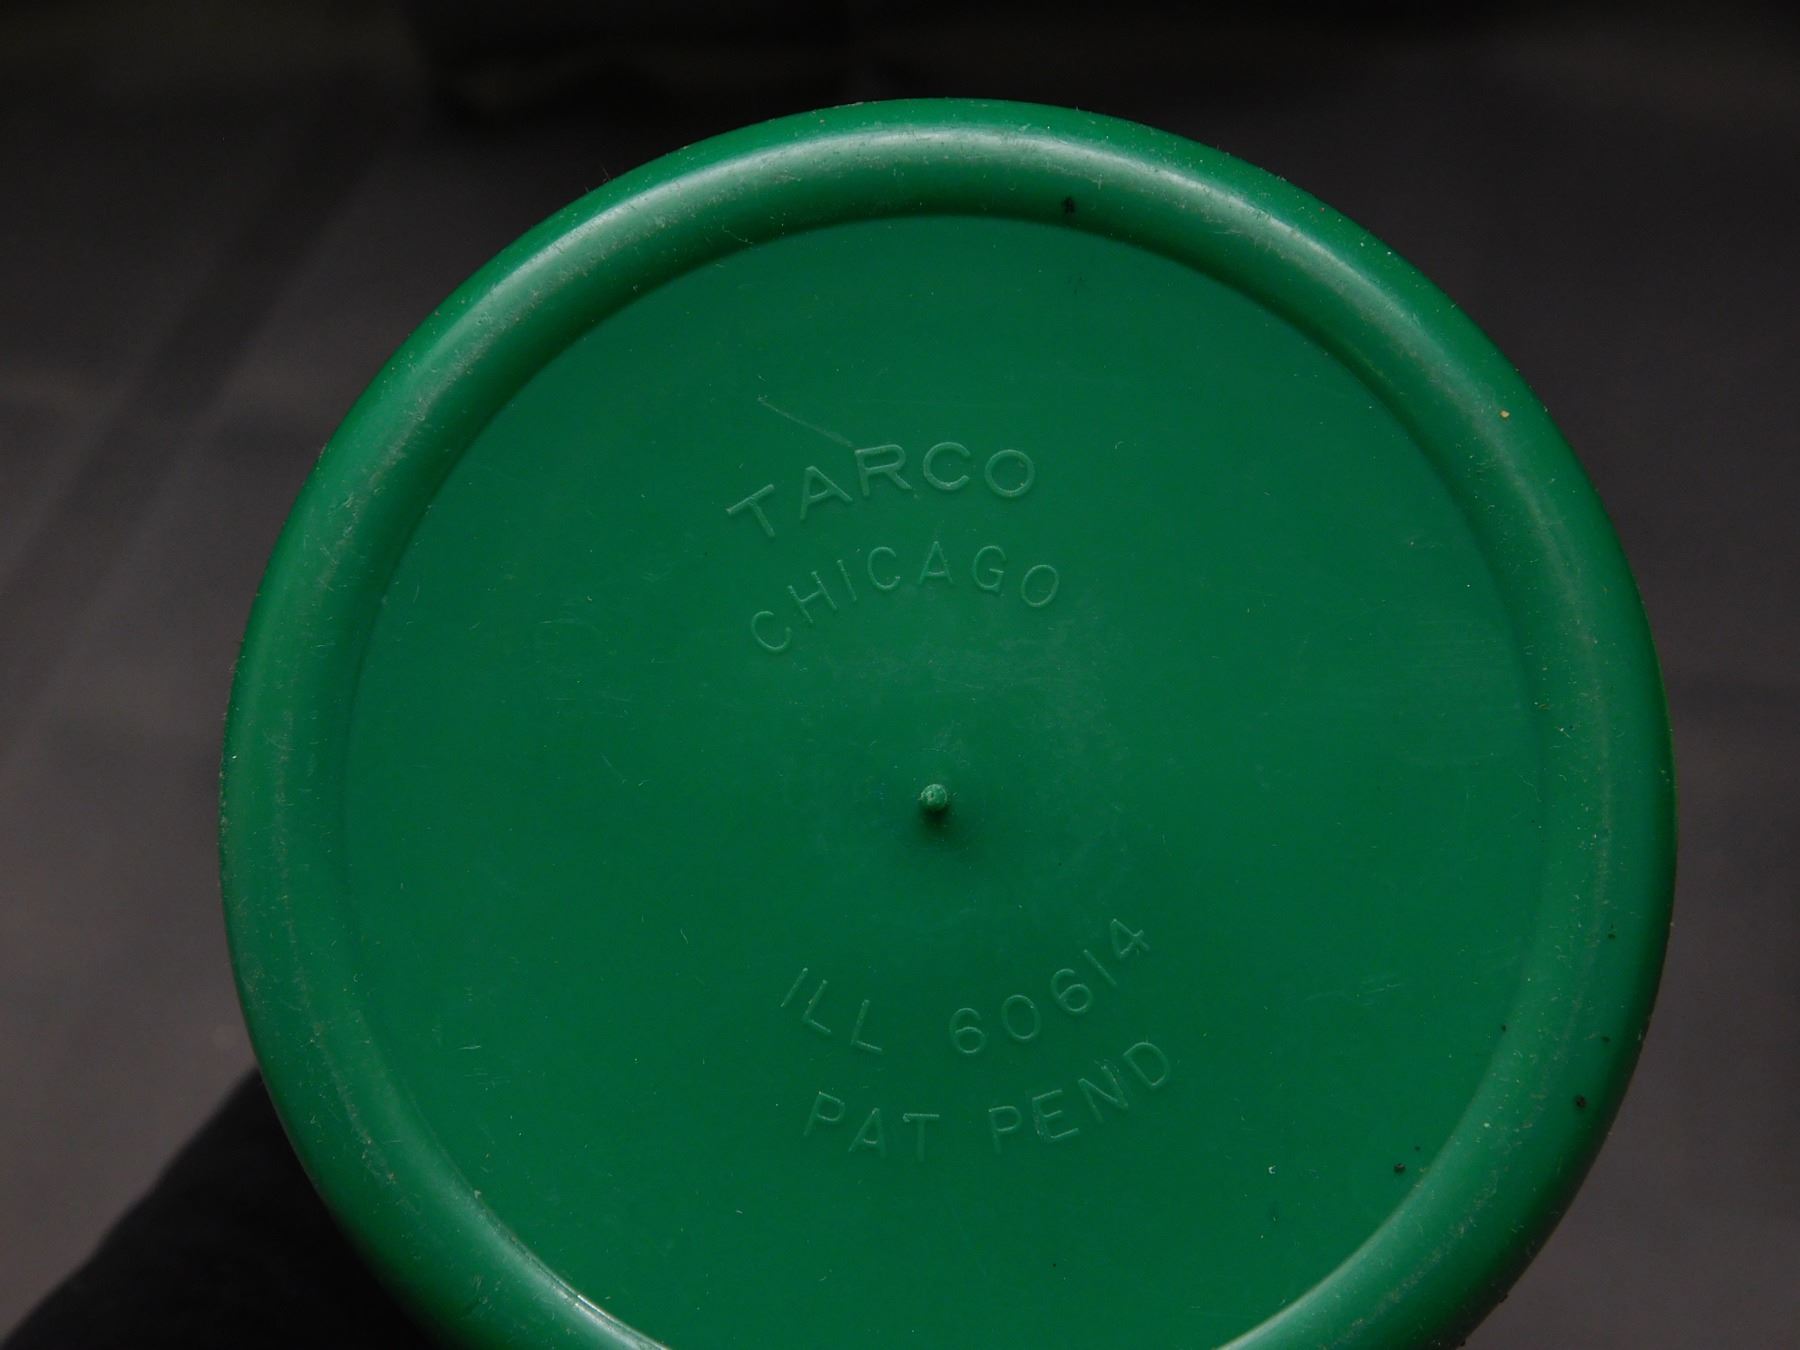 TARCO
CHICAGO
ILL 60614
PAT PEND